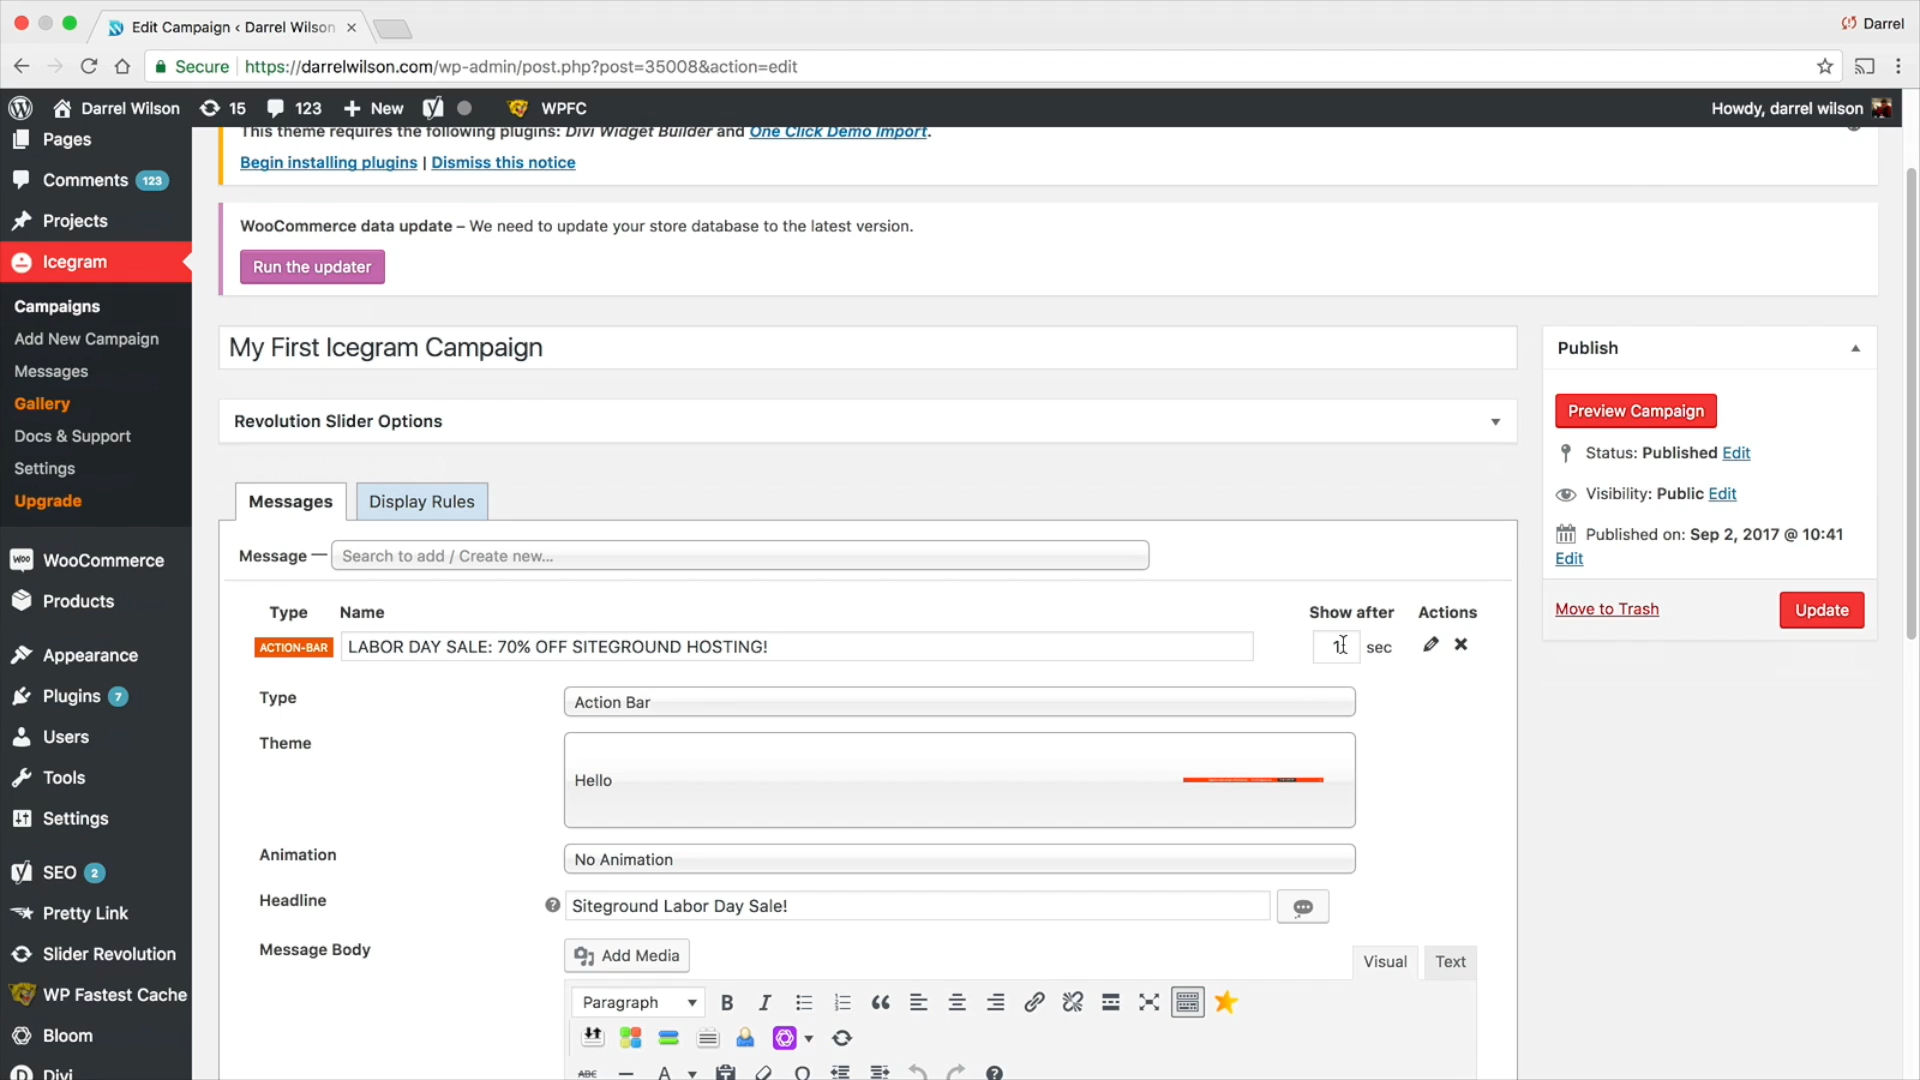 Edit Campaign ‹ Darrel Wilson
Darrel
Secure https://darrelwilson.com/wp-admin/post.php?post=35008&action=edit
Darrel Wilson 15 123 New WPFC
Howdy, darrel wilson
Pages
This theme requires the following plugins: Divi Widget Builder and One Click Demo Import.
Begin installing plugins | Dismiss this notice
Comments 123
Projects
WooCommerce data update – We need to update your store database to the latest version.
Icegram
Run the updater
Campaigns
Add New Campaign
My First Icegram Campaign
Publish
Messages
Gallery
Preview Campaign
Revolution Slider Options
Docs & Support
Status: Published Edit
Settings
Visibility: Public Edit
Upgrade
Messages
Display Rules
Published on: Sep 2, 2017 @ 10:41
Edit
WooCommerce
Message — Search to add / Create new...
Products
Move to Trash
Update
Type Name Show after Actions
ACTION-BAR LABOR DAY SALE: 70% OFF SITEGROUND HOSTING! 1 sec
Appearance
Plugins 7
Type Action Bar
Users
Theme
Tools
Hello
Settings
Animation No Animation
SEO 2
Headline Siteground Labor Day Sale!
Pretty Link
Message Body Add Media Visual Text
Slider Revolution
WP Fastest Cache
Paragraph B I
Bloom
Divi
ABC A